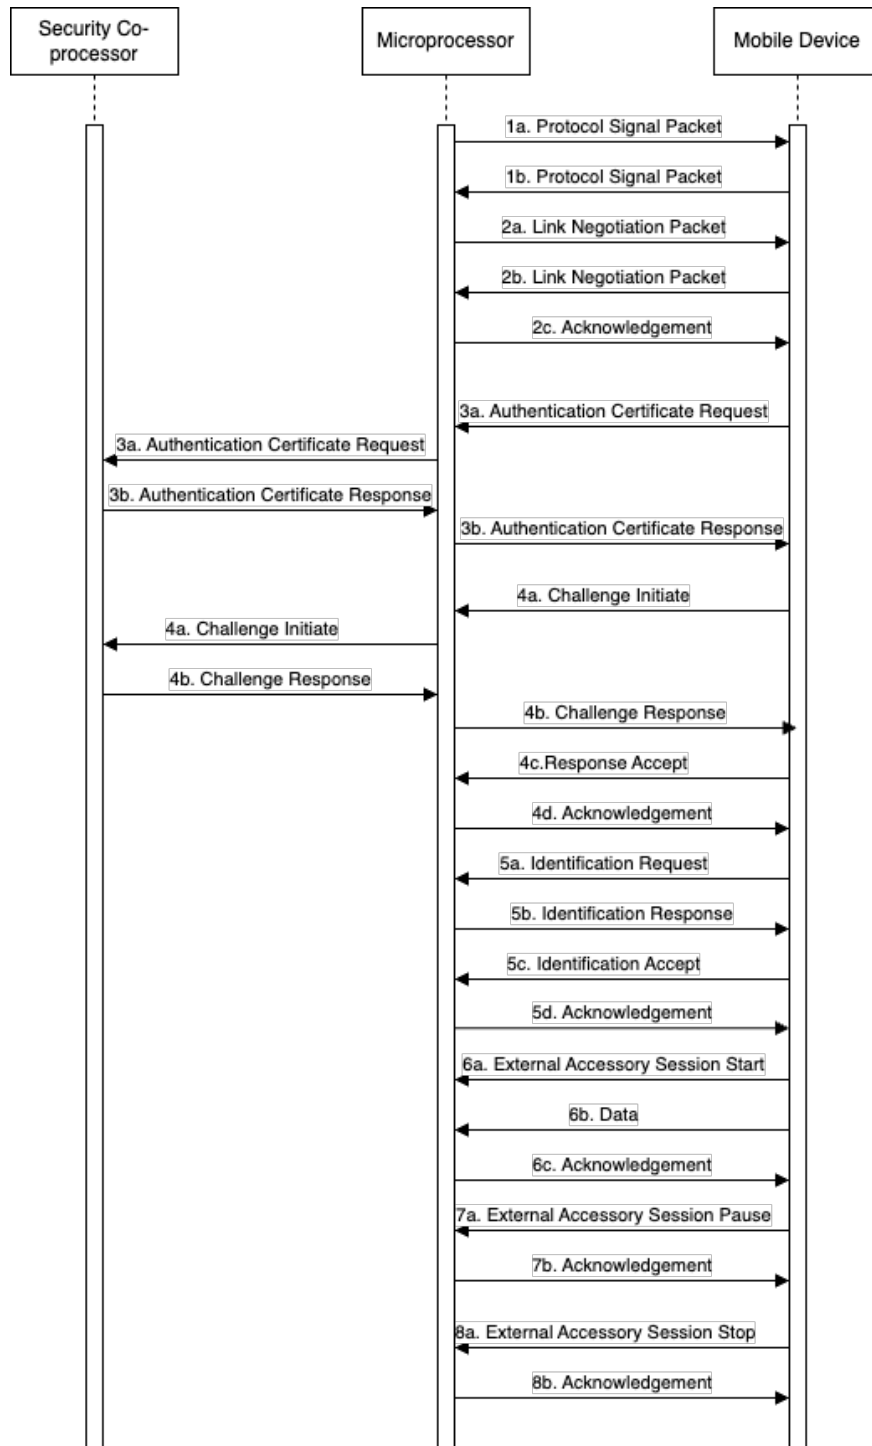 Security Co-
processor
Microprocessor
Mobile Device
1a. Protocol Signal Packet
1b. Protocol Signal Packet
2a. Link Negotiation Packet
2b. Link Negotiation Packet
2c. Acknowledgement
3a. Authentication Certificate Request
3a. Authentication Certificate Request
3b. Authentication Certificate Response
3b. Authentication Certificate Response
4a. Challenge Initiate
4a. Challenge Initiate
4b. Challenge Response
4b. Challenge Response
4c.Response Accept
4d. Acknowledgement
5a. Identification Request
5b. Identification Response
5c. Identification Accept
5d. Acknowledgement
6a. External Accessory Session Start
6b. Data
6c. Acknowledgement
7a. External Accessory Session Pause
7b. Acknowledgement
8a. External Accessory Session Stop
8b. Acknowledgement